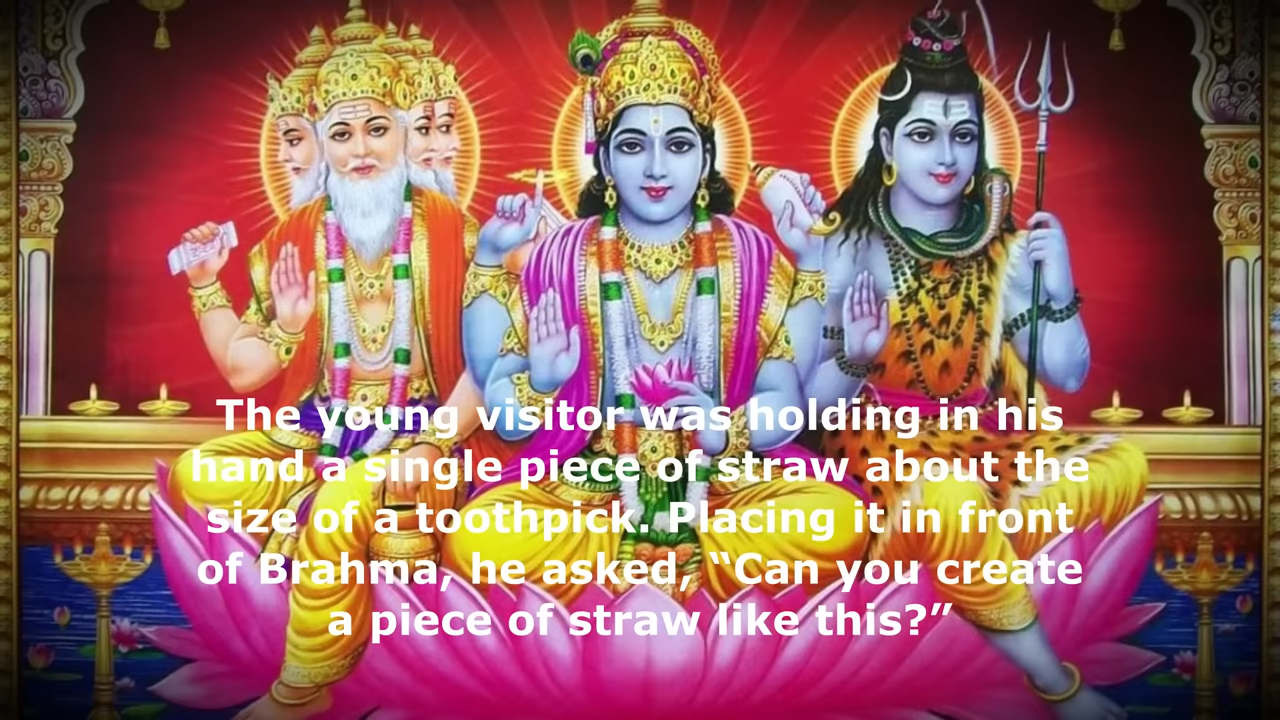 The young visitor was holding in his
hand a single piece of straw about the
size of a toothpick. Placing it in front
of Brahma, he asked, “Can you create
a piece of straw like this?”